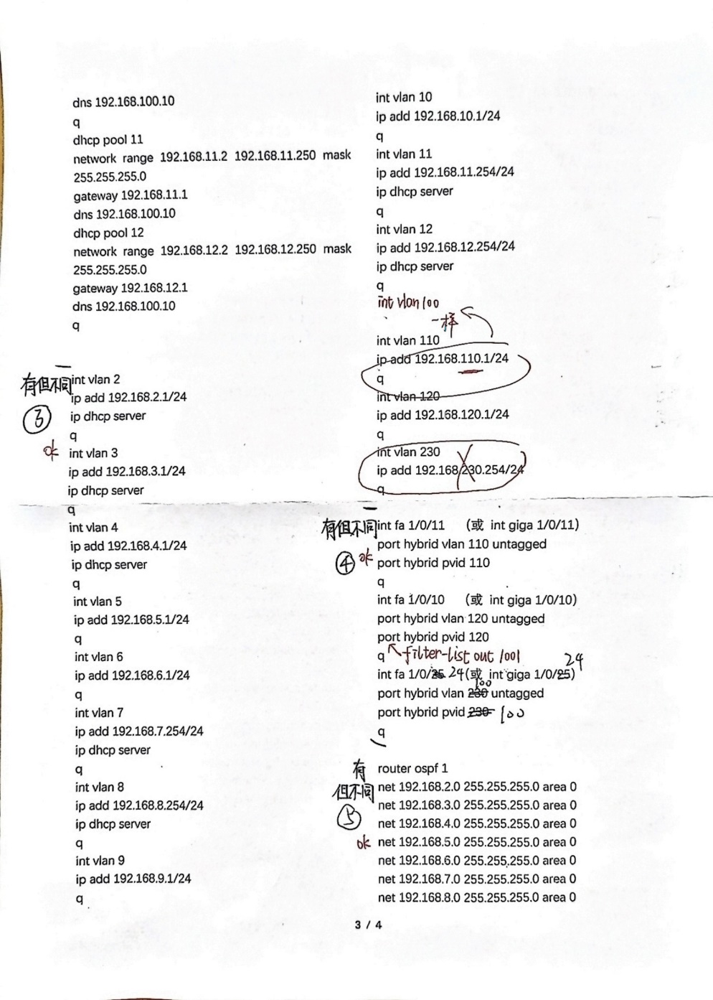 dns 192.168.100.10
q
dhcp pool 11
network range 192.168.11.2 192.168.11.250 mask
255.255.255.0
gateway 192.168.11.1
dns 192.168.100.10
dhcp pool 12
network range 192.168.12.2 192.168.12.250 mask
255.255.255.0
gateway 192.168.12.1
dns 192.168.100.10
q
有但不同
③
ok
int vlan 2
ip add 192.168.2.1/24
ip dhcp server
q
int vlan 3
ip add 192.168.3.1/24
ip dhcp server
q
int vlan 4
ip add 192.168.4.1/24
ip dhcp server
q
int vlan 5
ip add 192.168.5.1/24
q
int vlan 6
ip add 192.168.6.1/24
q
int vlan 7
ip add 192.168.7.254/24
ip dhcp server
q
int vlan 8
ip add 192.168.8.254/24
ip dhcp server
q
int vlan 9
ip add 192.168.9.1/24
q
int vlan 10
ip add 192.168.10.1/24
q
int vlan 11
ip add 192.168.11.254/24
ip dhcp server
q
int vlan 12
ip add 192.168.12.254/24
ip dhcp server
q
int vlan 100
一样
int vlan 110
ip add 192.168.110.1/24
q
int vlan 120
ip add 192.168.120.1/24
q
int vlan 230
ip add 192.168.230.254/24
q
有但不同
④ ok
int fa 1/0/11 (或 int giga 1/0/11)
port hybrid vlan 110 untagged
port hybrid pvid 110
q
int fa 1/0/10 (或 int giga 1/0/10)
port hybrid vlan 120 untagged
port hybrid pvid 120
q filter-list out 1001
24
int fa 1/0/25 24 (或 int giga 1/0/25)
100
port hybrid vlan 230 untagged
port hybrid pvid 230 100
q
有
但不同
⑤
ok
router ospf 1
net 192.168.2.0 255.255.255.0 area 0
net 192.168.3.0 255.255.255.0 area 0
net 192.168.4.0 255.255.255.0 area 0
net 192.168.5.0 255.255.255.0 area 0
net 192.168.6.0 255.255.255.0 area 0
net 192.168.7.0 255.255.255.0 area 0
net 192.168.8.0 255.255.255.0 area 0
3 / 4